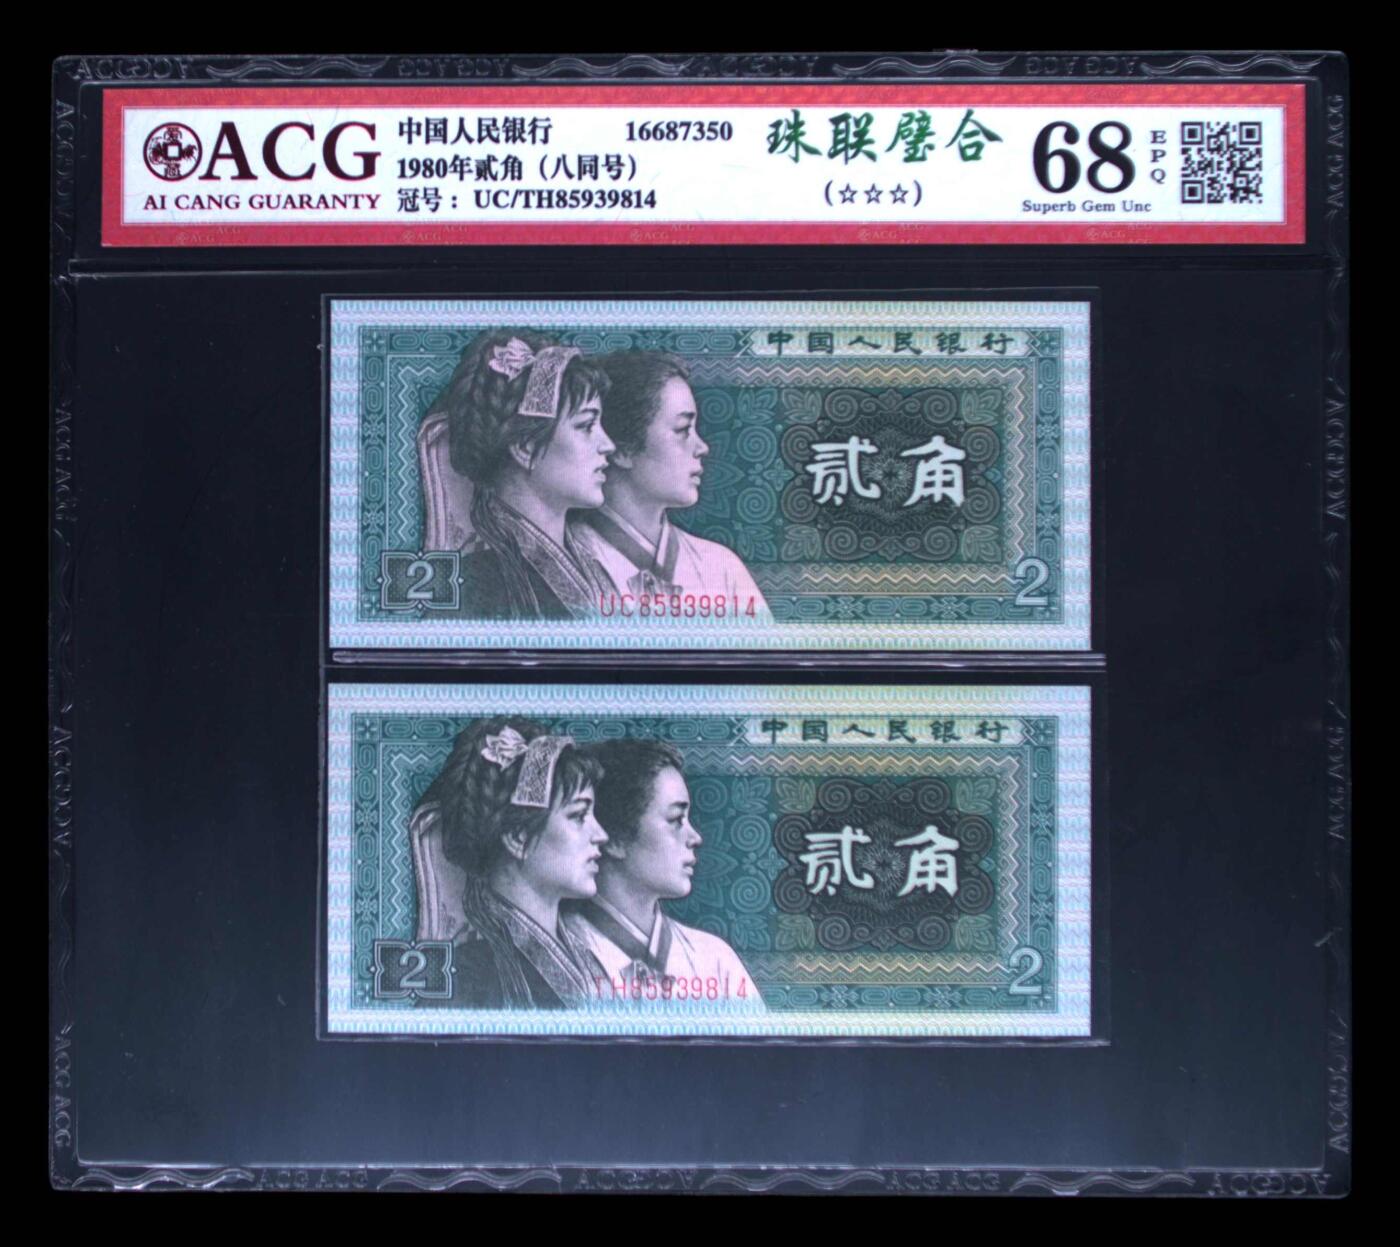 ACG
AI CANG GUARANTY
中国人民银行 16687350
1980年贰角（八同号）
冠号： UC/TH85939814
珠联璧合
(☆☆☆)
68
EPQ
Superb Gem Unc
中国人民银行
贰角
2
2
UC85939814
中国人民银行
贰角
2
2
TH85939814